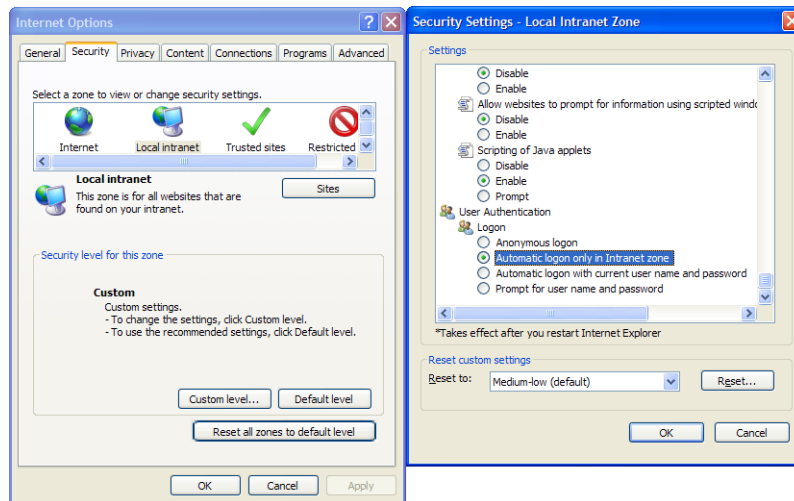 Internet Options
General Security Privacy Content Connections Programs Advanced
Select a zone to view or change security settings.
Internet Local intranet Trusted sites Restricted
Local intranet
This zone is for all websites that are
found on your intranet.
Sites
Security level for this zone
Custom
Custom settings.
- To change the settings, click Custom level.
- To use the recommended settings, click Default level.
Custom level... Default level
Reset all zones to default level
OK Cancel Apply
Security Settings - Local Intranet Zone
Settings
Disable
Enable
Allow websites to prompt for information using scripted
Disable
Enable
Scripting of Java applets
Disable
Enable
Prompt
User Authentication
Logon
Anonymous logon
Automatic logon only in Intranet zone
Automatic logon with current user name and password
Prompt for user name and password
*Takes effect after you restart Internet Explorer
Reset custom settings
Reset to: Medium-low (default) Reset...
OK Cancel